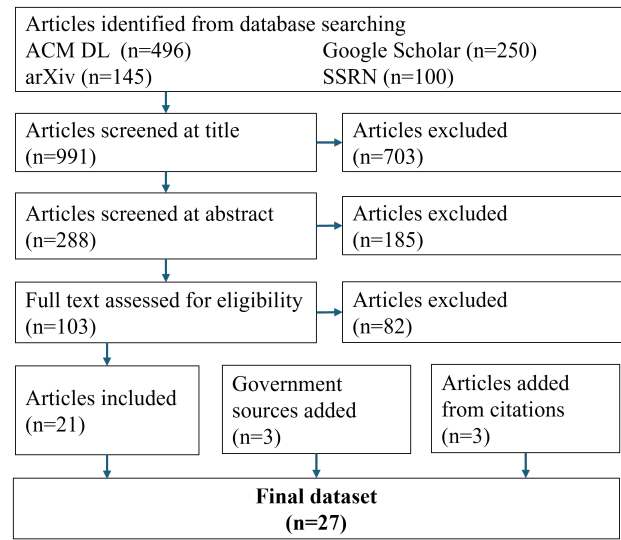 Articles identified from database searching
ACM DL (n=496) Google Scholar (n=250)
arXiv (n=145) SSRN (n=100)
Articles screened at title
(n=991)
Articles excluded
(n=703)
Articles screened at abstract
(n=288)
Articles excluded
(n=185)
Full text assessed for eligibility
(n=103)
Articles excluded
(n=82)
Articles included
(n=21)
Government
sources added
(n=3)
Articles added
from citations
(n=3)
Final dataset
(n=27)